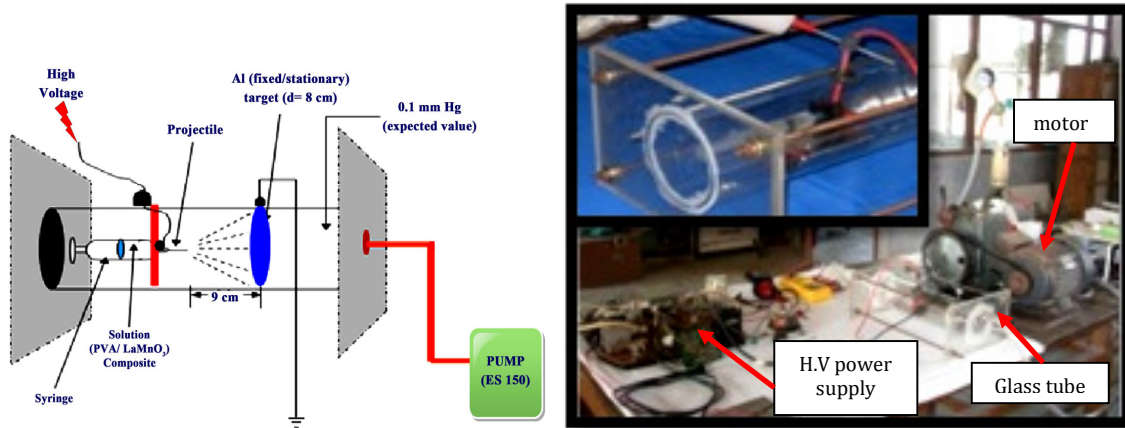 High
Voltage
Al (fixed/stationary)
target (d= 8 cm)
Projectile
0.1 mm Hg
(expected value)
9 cm
Solution
(PVA/ LaMnO₃)
Composite
Syringe
PUMP
(ES 150)
motor
H.V power
supply
Glass tube